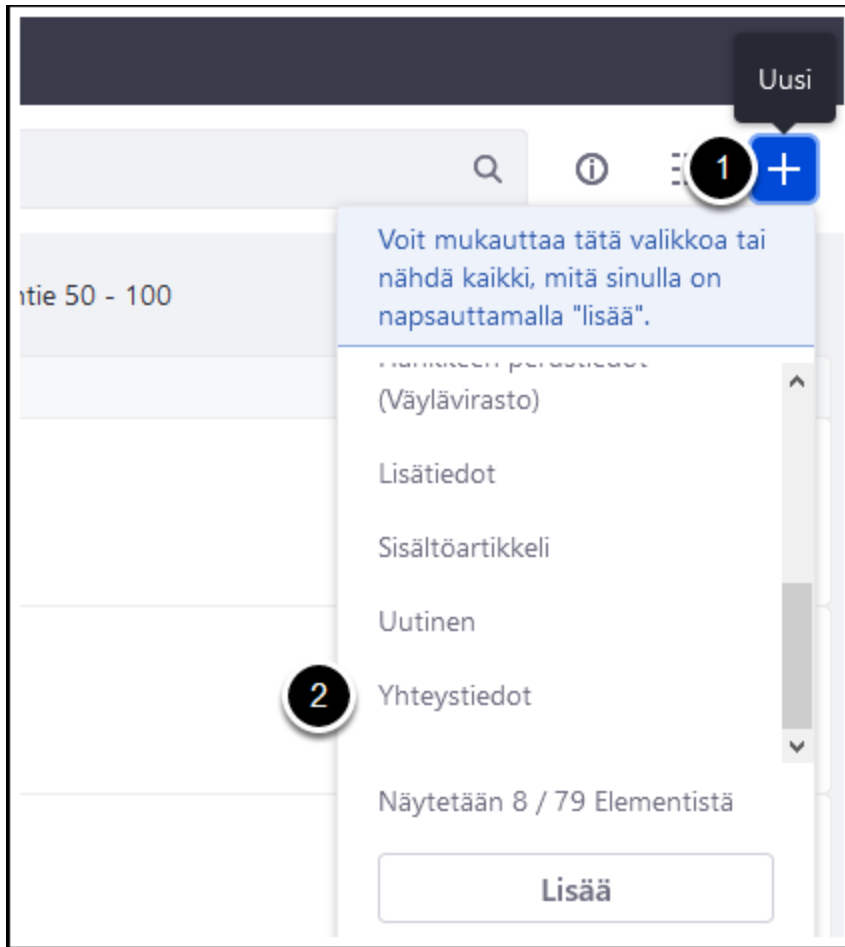 Uusi
1
Voit mukauttaa tätä valikkoa tai
nähdä kaikki, mitä sinulla on
napsauttamalla "lisää".
ntie 50 - 100
(Väylävirasto)
Lisätiedot
Sisältöartikkeli
Uutinen
2 Yhteystiedot
Näytetään 8 / 79 Elementistä
Lisää